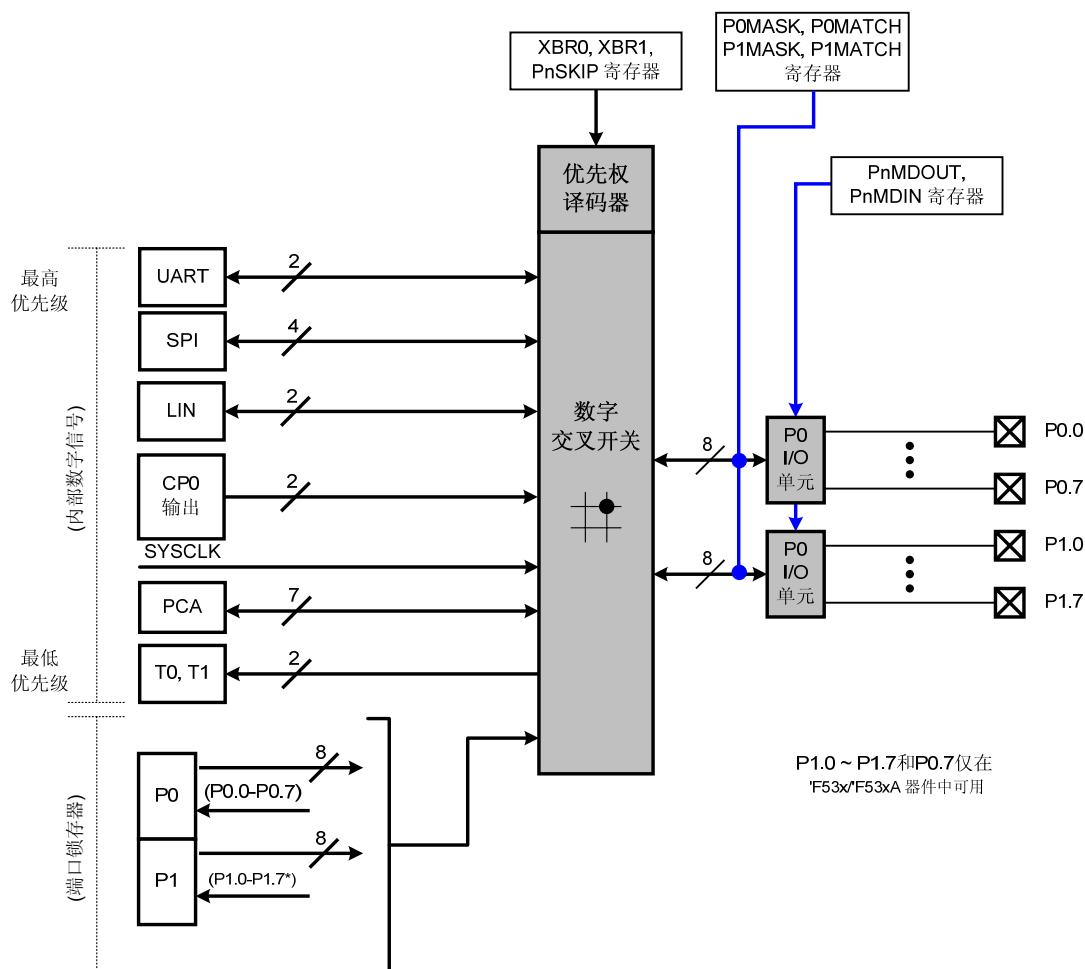 XBR0, XBR1,
PnSKIP 寄存器
P0MASK, P0MATCH
P1MASK, P1MATCH
寄存器
PnMDOUT,
PnMDIN 寄存器
优先权
译码器
最高
优先级
UART
2
SPI
4
LIN
2
(内部数字信号)
CP0
输出
2
SYSCLK
PCA
7
最低
优先级
T0, T1
2
数字
交叉开关
8
P0
I/O
单元
P0.0
P0.7
8
P0
I/O
单元
P1.0
P1.7
(端口锁存器)
P0
8
(P0.0-P0.7)
P1
8
(P1.0-P1.7*)
P1.0 ~ P1.7和P0.7仅在
'F53x/'F53xA 器件中可用